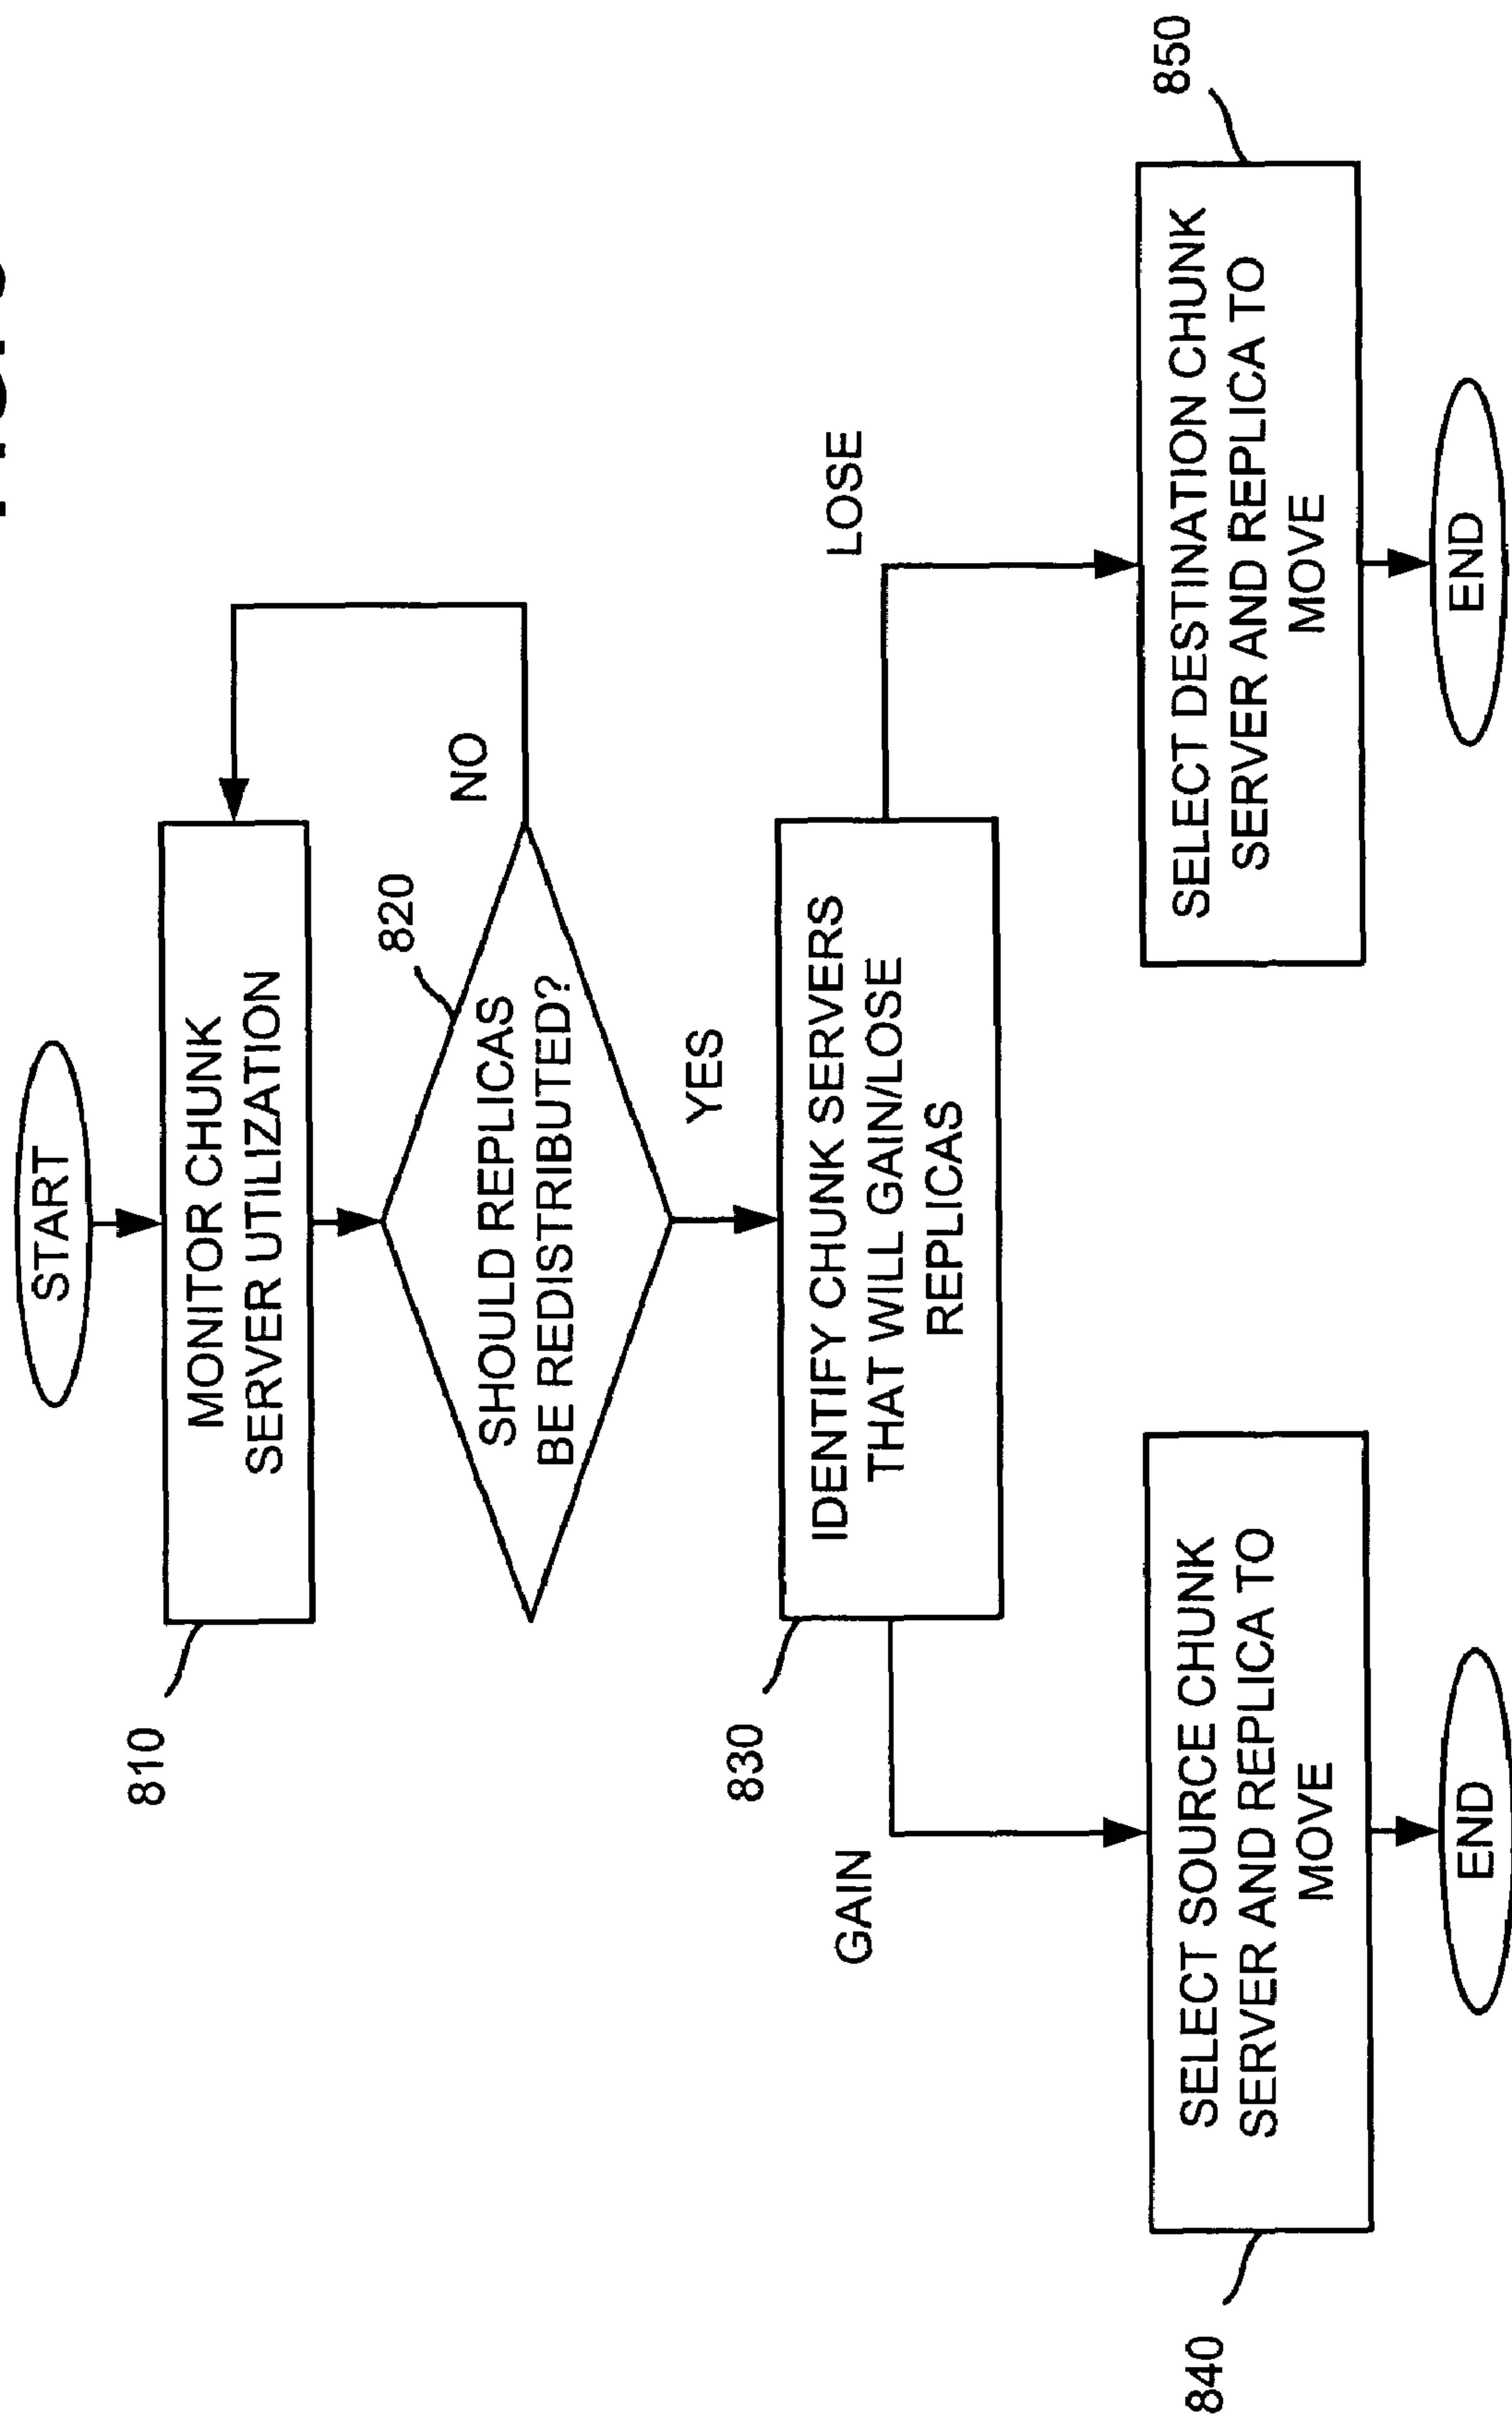 START
810
MONITOR CHUNK
SERVER UTILIZATION
820
SHOULD REPLICAS
BE REDISTRIBUTED?
NO
YES
830
IDENTIFY CHUNK SERVERS
THAT WILL GAIN/LOSE
REPLICAS
GAIN
LOSE
840
SELECT SOURCE CHUNK
SERVER AND REPLICA TO
MOVE
END
850
SELECT DESTINATION CHUNK
SERVER AND REPLICA TO
MOVE
END